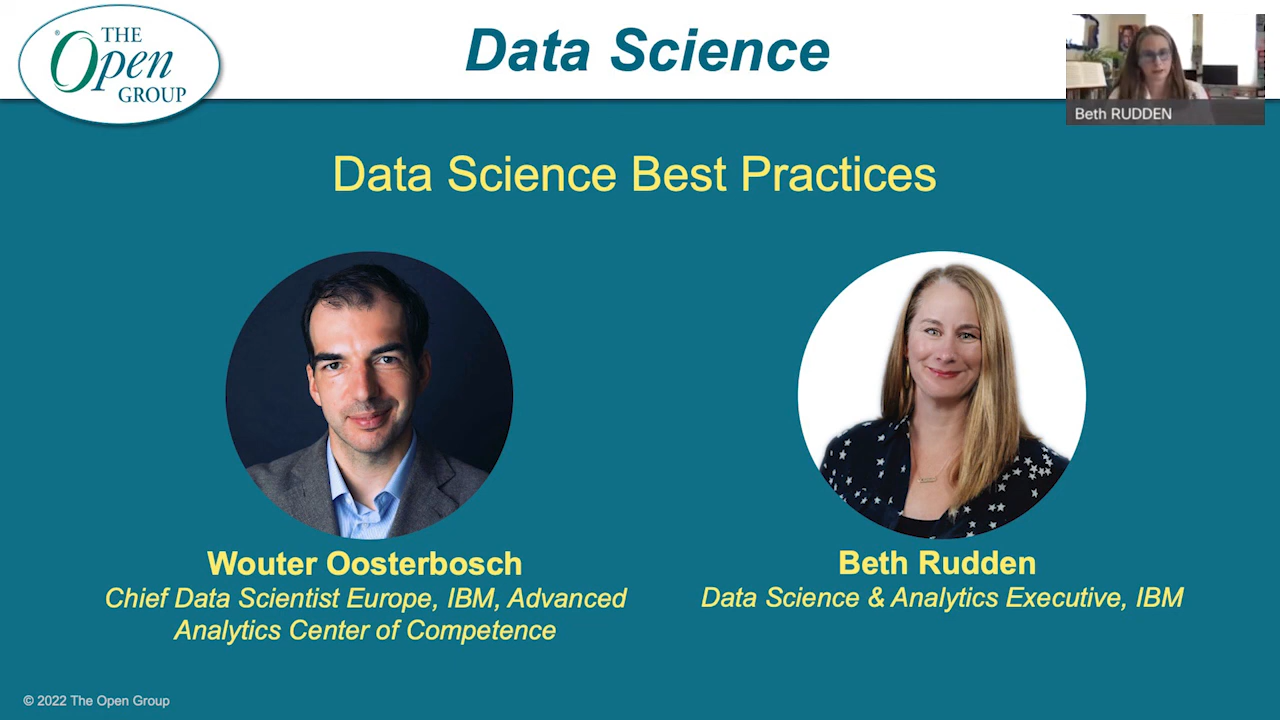 THE
Open
GROUP
®
Data Science
Beth RUDDEN
Data Science Best Practices
Wouter Oosterbosch
Chief Data Scientist Europe, IBM, Advanced
Analytics Center of Competence
Beth Rudden
Data Science & Analytics Executive, IBM
© 2022 The Open Group